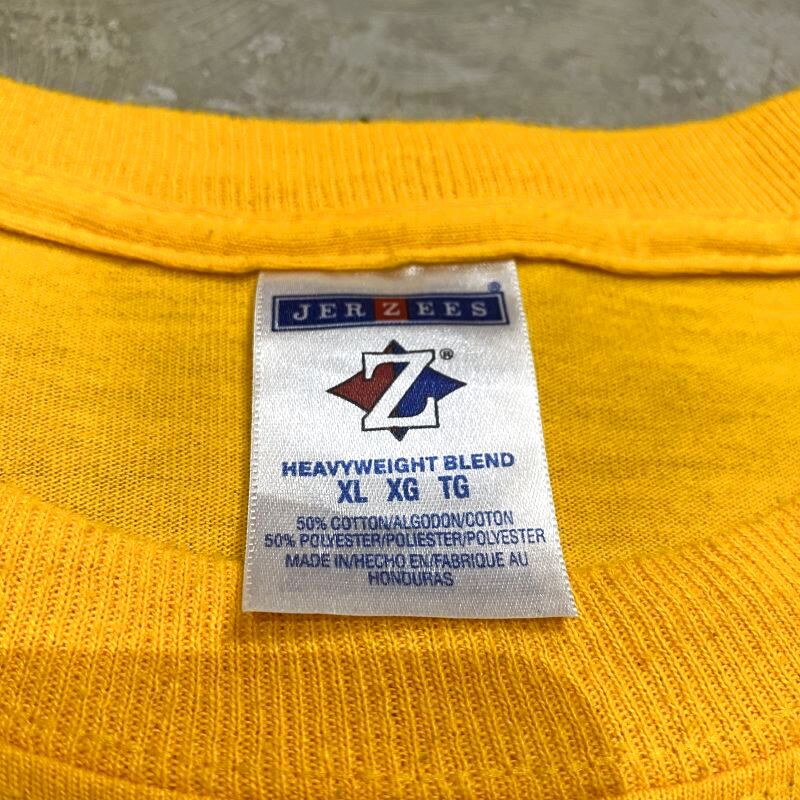 JERZEES®
Z®
HEAVYWEIGHT BLEND
XL XG TG
50% COTTON/ALGODON/COTON
50% POLYESTER/POLIESTER/POLYESTER
MADE IN/HECHO EN/FABRIQUE AU
HONDURAS